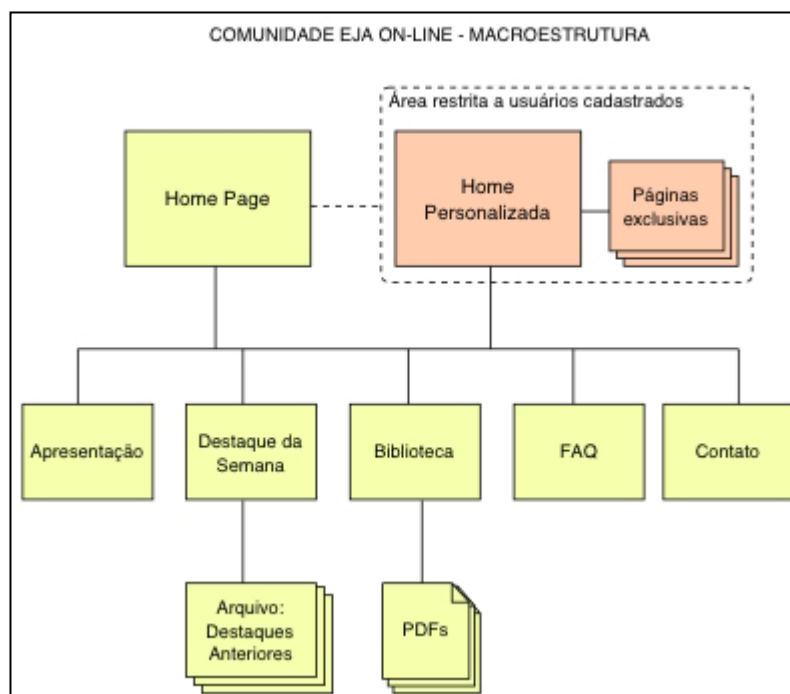 COMUNIDADE EJA ON-LINE - MACROESTRUTURA
Área restrita a usuários cadastrados
Home Page
Home
Personalizada
Páginas
exclusivas
Apresentação
Destaque da
Semana
Biblioteca
FAQ
Contato
Arquivo:
Destaques
Anteriores
PDFs